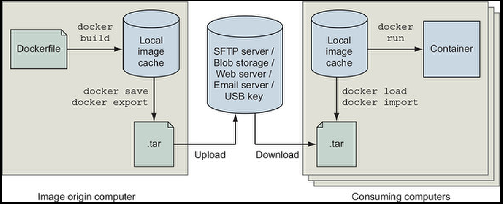 Dockerfile
docker
build
Local
image
cache
docker save
docker export
.tar
Upload
Image origin computer
SFTP server /
Blob storage /
Web server /
Email server /
USB key
Download
Local
image
cache
docker
run
Container
docker load
docker import
.tar
Consuming computers